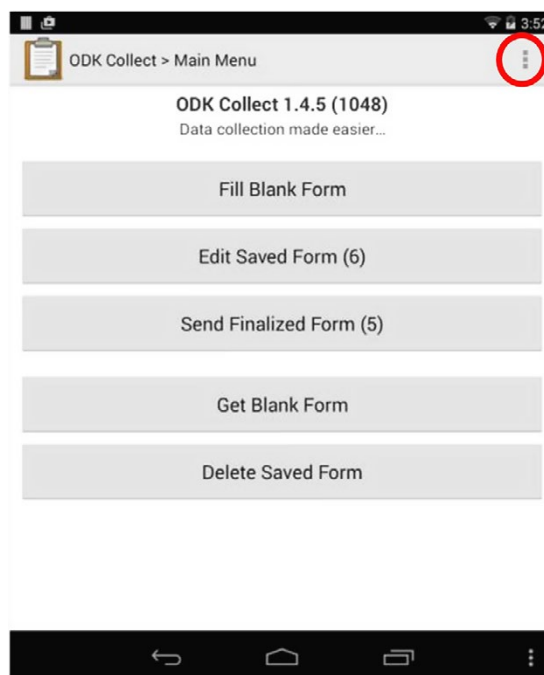 3:52
ODK Collect > Main Menu
ODK Collect 1.4.5 (1048)
Data collection made easier...
Fill Blank Form
Edit Saved Form (6)
Send Finalized Form (5)
Get Blank Form
Delete Saved Form